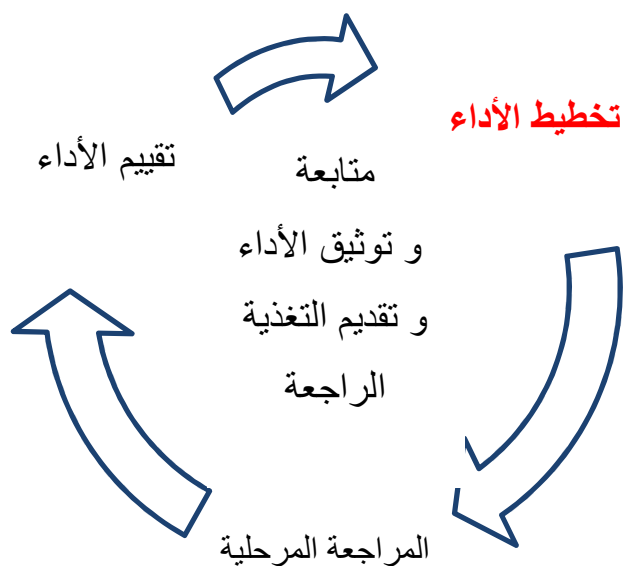 تخطيط الأداء
تقييم الأداء
متابعة
و توثيق الأداء
و تقديم التغذية
الراجعة
المراجعة المرحلية